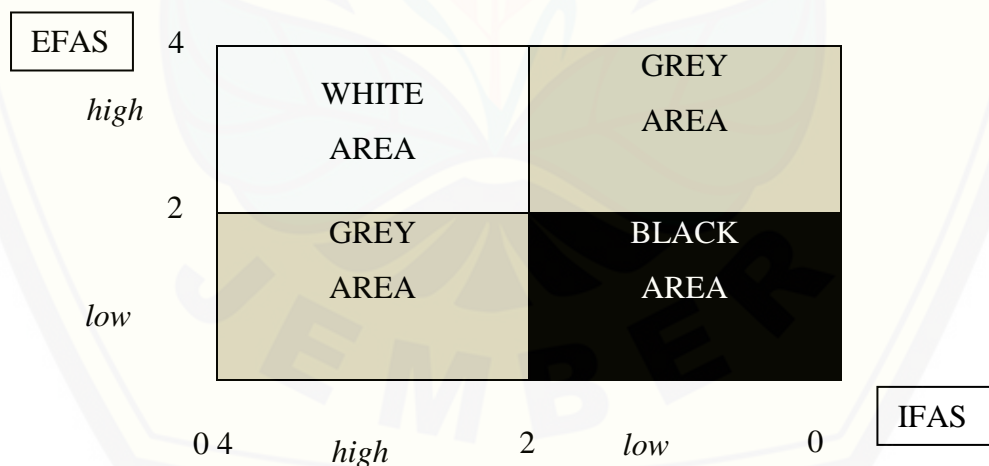 EFAS
4
high
WHITE
AREA
GREY
AREA
2
low
GREY
AREA
BLACK
AREA
0 4
high
2
low
0
IFAS
JEMBER